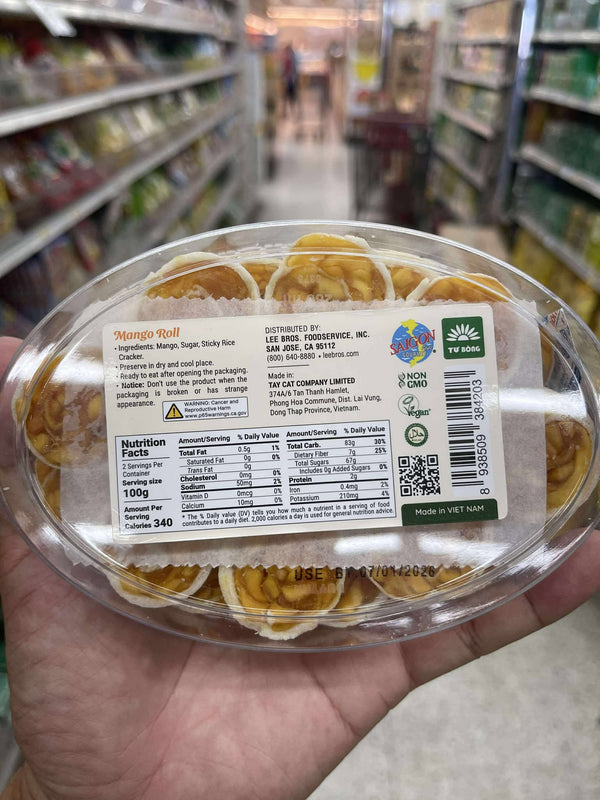 Mango Roll
• Ingredients: Mango, Sugar, Sticky Rice
Cracker.
• Preserve in dry and cool place.
• Ready to eat after opening the packaging.
• Notice: Don't use the product when the
packaging is broken or has strange
appearance.
WARNING: Cancer and
Reproductive Harm
www.p65warnings.ca.gov
DISTRIBUTED BY:
LEE BROS. FOODSERVICE, INC.
SAN JOSE, CA 95112
(800) 640-8880 • leebros.com
Made in:
TAY CAT COMPANY LIMITED
374A/6 Tan Thanh Hamlet,
Phong Hoa Commune, Dist. Lai Vung,
Dong Thap Province, Vietnam.
SAIGON
TƯ BÔNG
NON
GMO
Vegan
8 938509 384203
Made in VIET NAM
Nutrition
Facts
2 Servings Per
Container
Serving size
100g
Amount Per
Serving
Calories 340
Amount/Serving % Daily Value
Total Fat 0.5g 1%
Saturated Fat 0g 0%
Trans Fat 0g
Cholesterol 0mg 0%
Sodium 50mg 2%
Vitamin D 0mcg 0%
Calcium 10mg 0%
Amount/Serving % Daily Value
Total Carb. 83g 30%
Dietary Fiber 7g 25%
Total Sugars 67g
Includes 0g Added Sugars 0%
Protein 2g
Iron 0.4mg 2%
Potassium 210mg 4%
* The % Daily value (DV) tells you how much a nutrient in a serving of food
contributes to a daily diet. 2,000 calories a day is used for general nutrition advice.
USE BY 07/01/2026